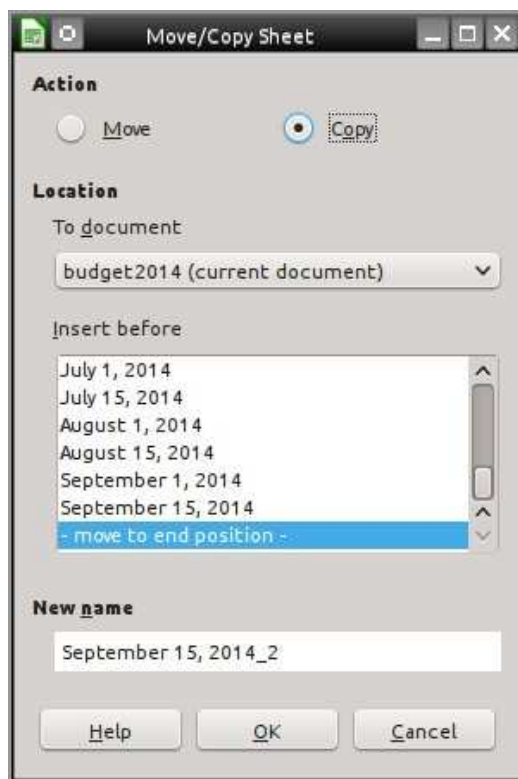 Move/Copy Sheet
Action
Move Copy
Location
To document
budget2014 (current document)
Insert before
July 1, 2014
July 15, 2014
August 1, 2014
August 15, 2014
September 1, 2014
September 15, 2014
- move to end position -
New name
September 15, 2014_2
Help OK Cancel